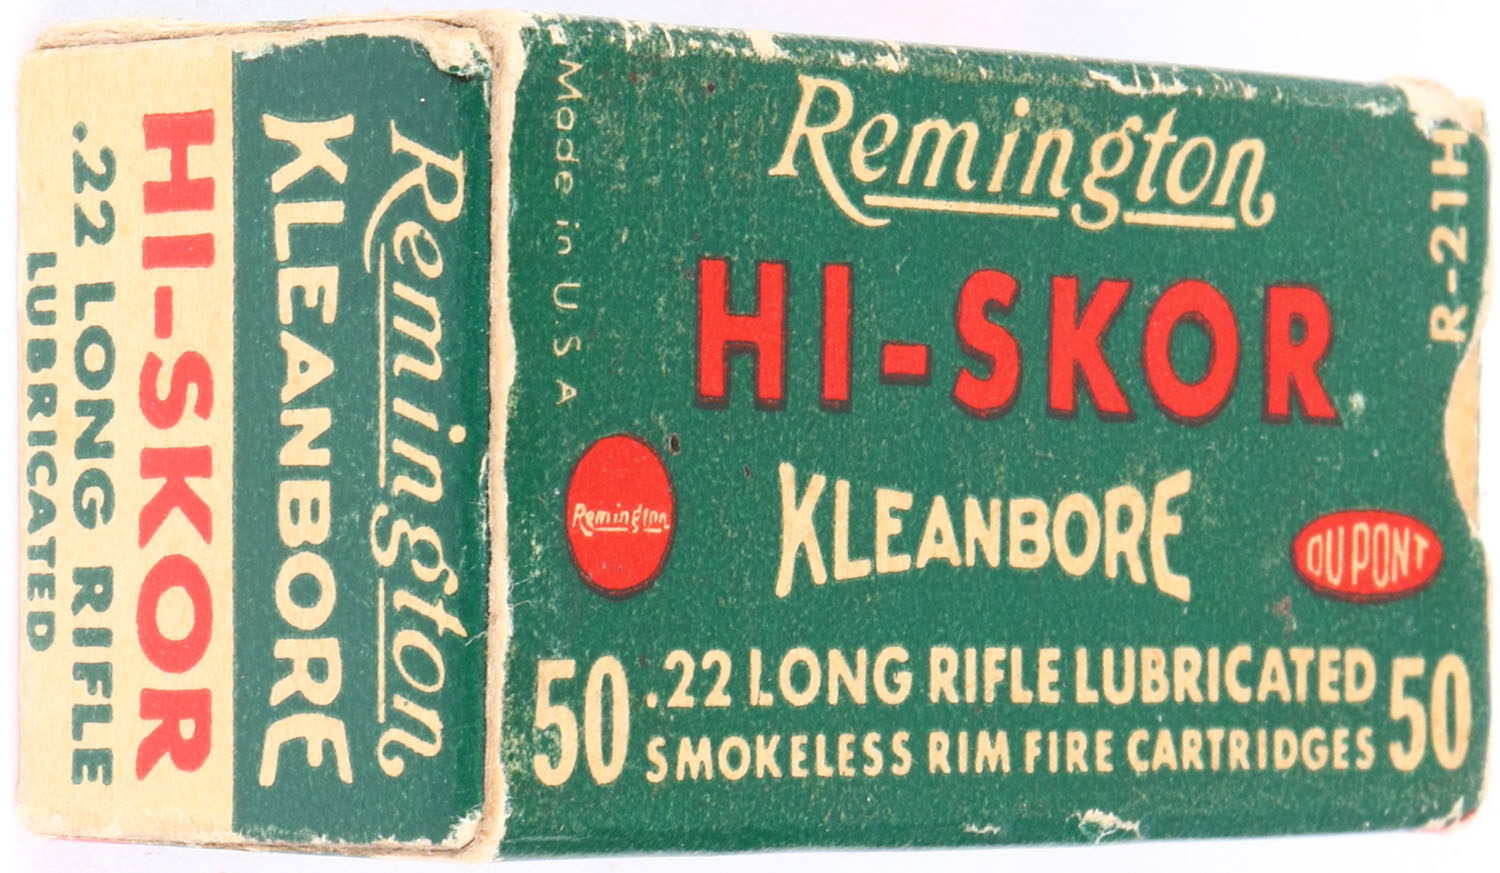 Remington
KLEANBORE
HI-SKOR
.22 LONG RIFLE
LUBRICATED
Made in U.S.A
Remington
R-21H
HI-SKOR
Remington
KLEANBORE
DU PONT
50 .22 LONG RIFLE LUBRICATED 50
SMOKELESS RIM FIRE CARTRIDGES